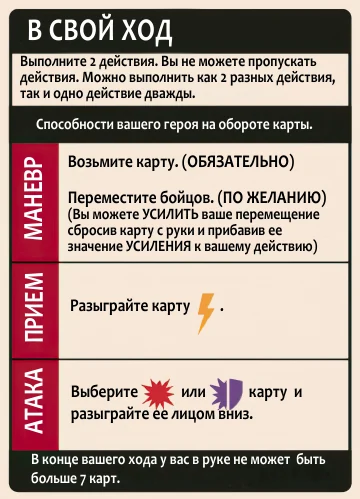 В СВОЙ ХОД
Выполните 2 действия. Вы не можете пропускать
действия. Можно выполнить как 2 разных действия,
так и одно действие дважды.
Способности вашего героя на обороте карты.
МАНЕВР
Возьмите карту. (ОБЯЗАТЕЛЬНО)
Переместите бойцов. (ПО ЖЕЛАНИЮ)
(Вы можете УСИЛИТЬ ваше перемещение
сбросив карту с руки и прибавив ее
значение УСИЛЕНИЯ к вашему действию)
ПРИЕМ
Разыграйте карту .
АТАКА
Выберите или карту и
разыграйте ее лицом вниз.
В конце вашего хода у вас в руке не может быть
больше 7 карт.